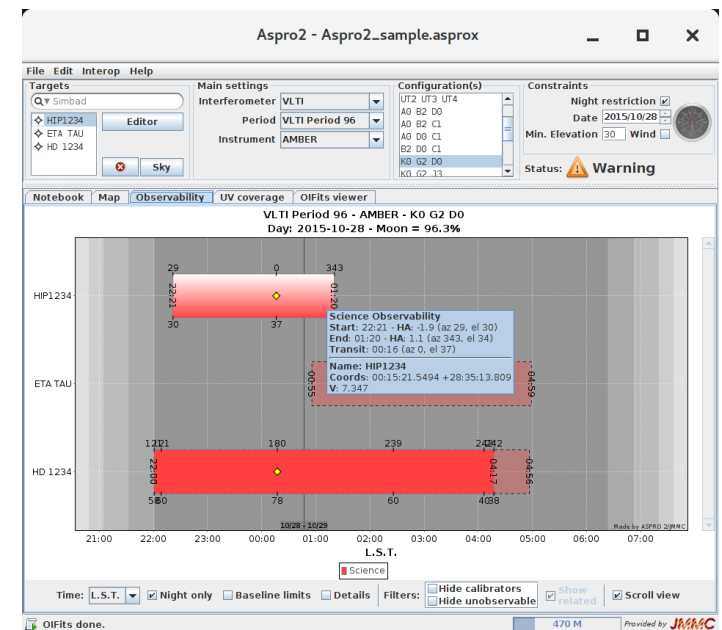 Aspro2 - Aspro2_sample.asprox
File Edit Interop Help
Targets
Simbad
HIP1234
ETA TAU
HD 1234
Editor
Sky
Main settings
Interferometer VLTI
Period VLTI Period 96
Instrument AMBER
Configuration(s)
UT2 UT3 UT4
A0 B2 D0
A0 B2 C1
A0 D0 C1
B2 D0 C1
K0 G2 D0
K0 G2 J3
Constraints
Night restriction
Date 2015/10/28
Min. Elevation 30 Wind
Status: Warning
Notebook Map Observability UV coverage OIFits viewer
VLTI Period 96 - AMBER - K0 G2 D0
Day: 2015-10-28 - Moon = 96.3%
29 0 343
HIP1234
22:21
01:20
30 37
Science Observability
Start: 22:21 - HA: -1.9 (az 29, el 30)
End: 01:20 - HA: 1.1 (az 343, el 34)
Transit: 00:16 (az 0, el 37)
Name: HIP1234
Coords: 00:15:21.5494 +28:35:13.809
V: 7.347
ETA TAU
00:55
04:59
121 180 239 242
HD 1234
22:00
04:17
04:56
60 78 60 38
10/28 - 10/29
Made by ASPRO 2/JMMC
21:00 22:00 23:00 00:00 01:00 02:00 03:00 04:00 05:00 06:00 07:00
L.S.T.
Science
Time: L.S.T. Night only Baseline limits Details Filters: Hide calibrators
Hide unobservable
Show related
Scroll view
OIFits done.
470 M
Provided by JMMC